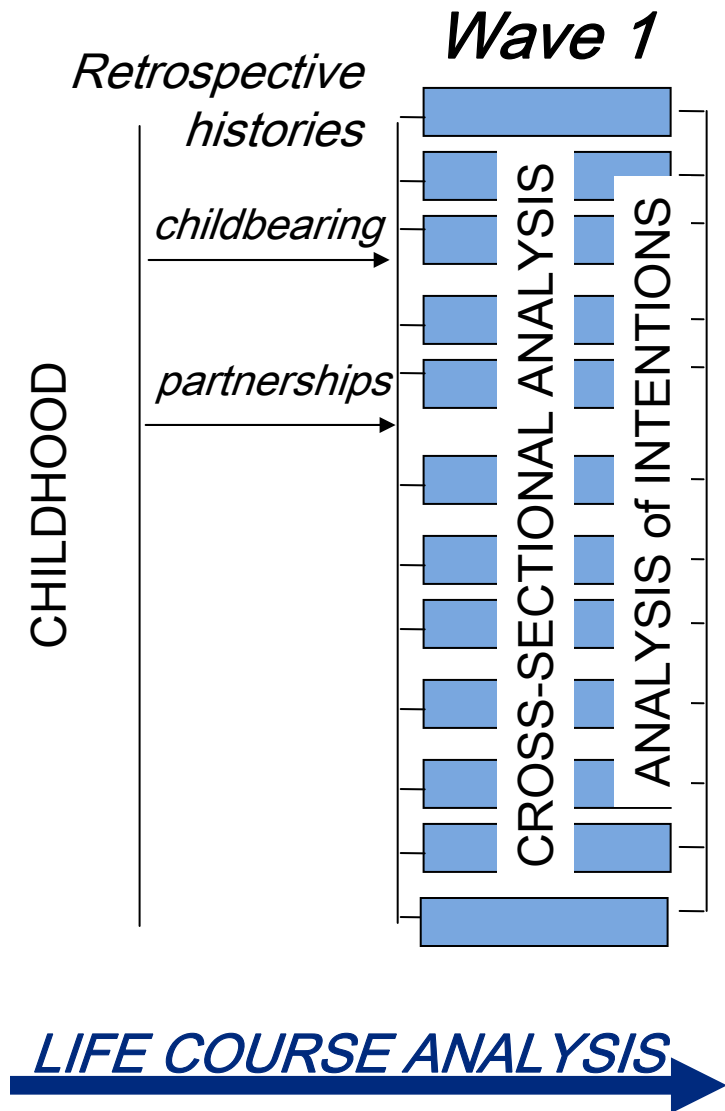 Wave 1
Retrospective
histories
childbearing
partnerships
CHILDHOOD
CROSS-SECTIONAL ANALYSIS
ANALYSIS of INTENTIONS
LIFE COURSE ANALYSIS